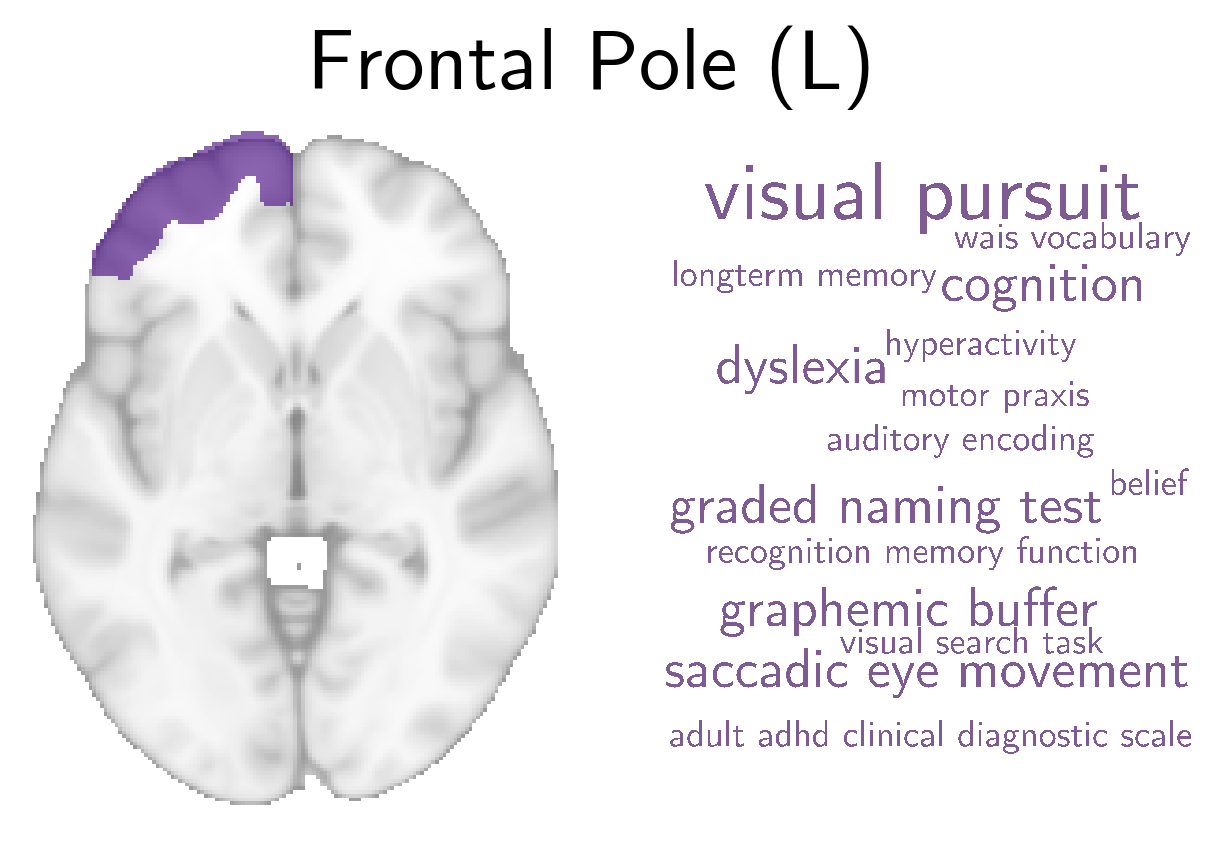 Frontal Pole (L)
visual pursuit
wais vocabulary
longterm memory
cognition
hyperactivity
dyslexia
motor praxis
auditory encoding
belief
graded naming test
recognition memory function
graphemic buffer
visual search task
saccadic eye movement
adult adhd clinical diagnostic scale